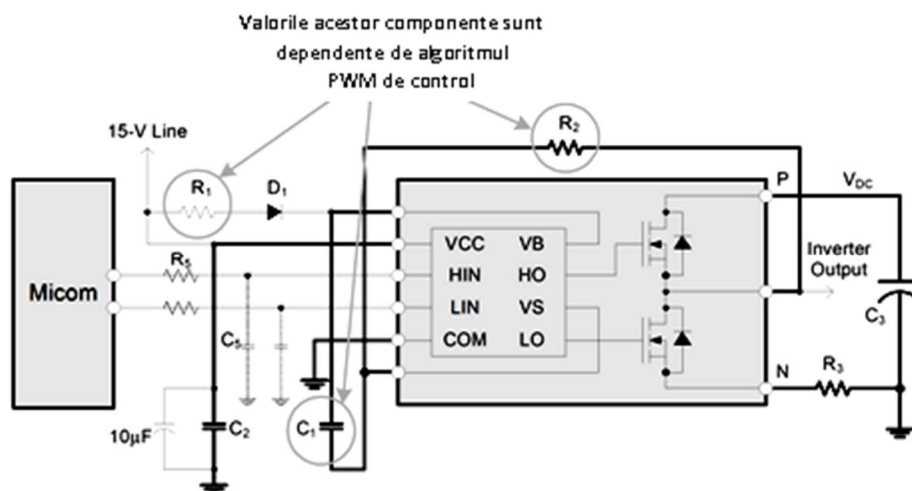 Valorile acestor componente sunt
dependente de algoritmul
PWM de control
R₂
15-V Line
R₁
D₁
P
V_DC
VCC
VB
R₅
HIN
HO
Inverter
Output
Micom
LIN
VS
C₃
C₅
COM
LO
N
R₃
10μF
C₂
C₁